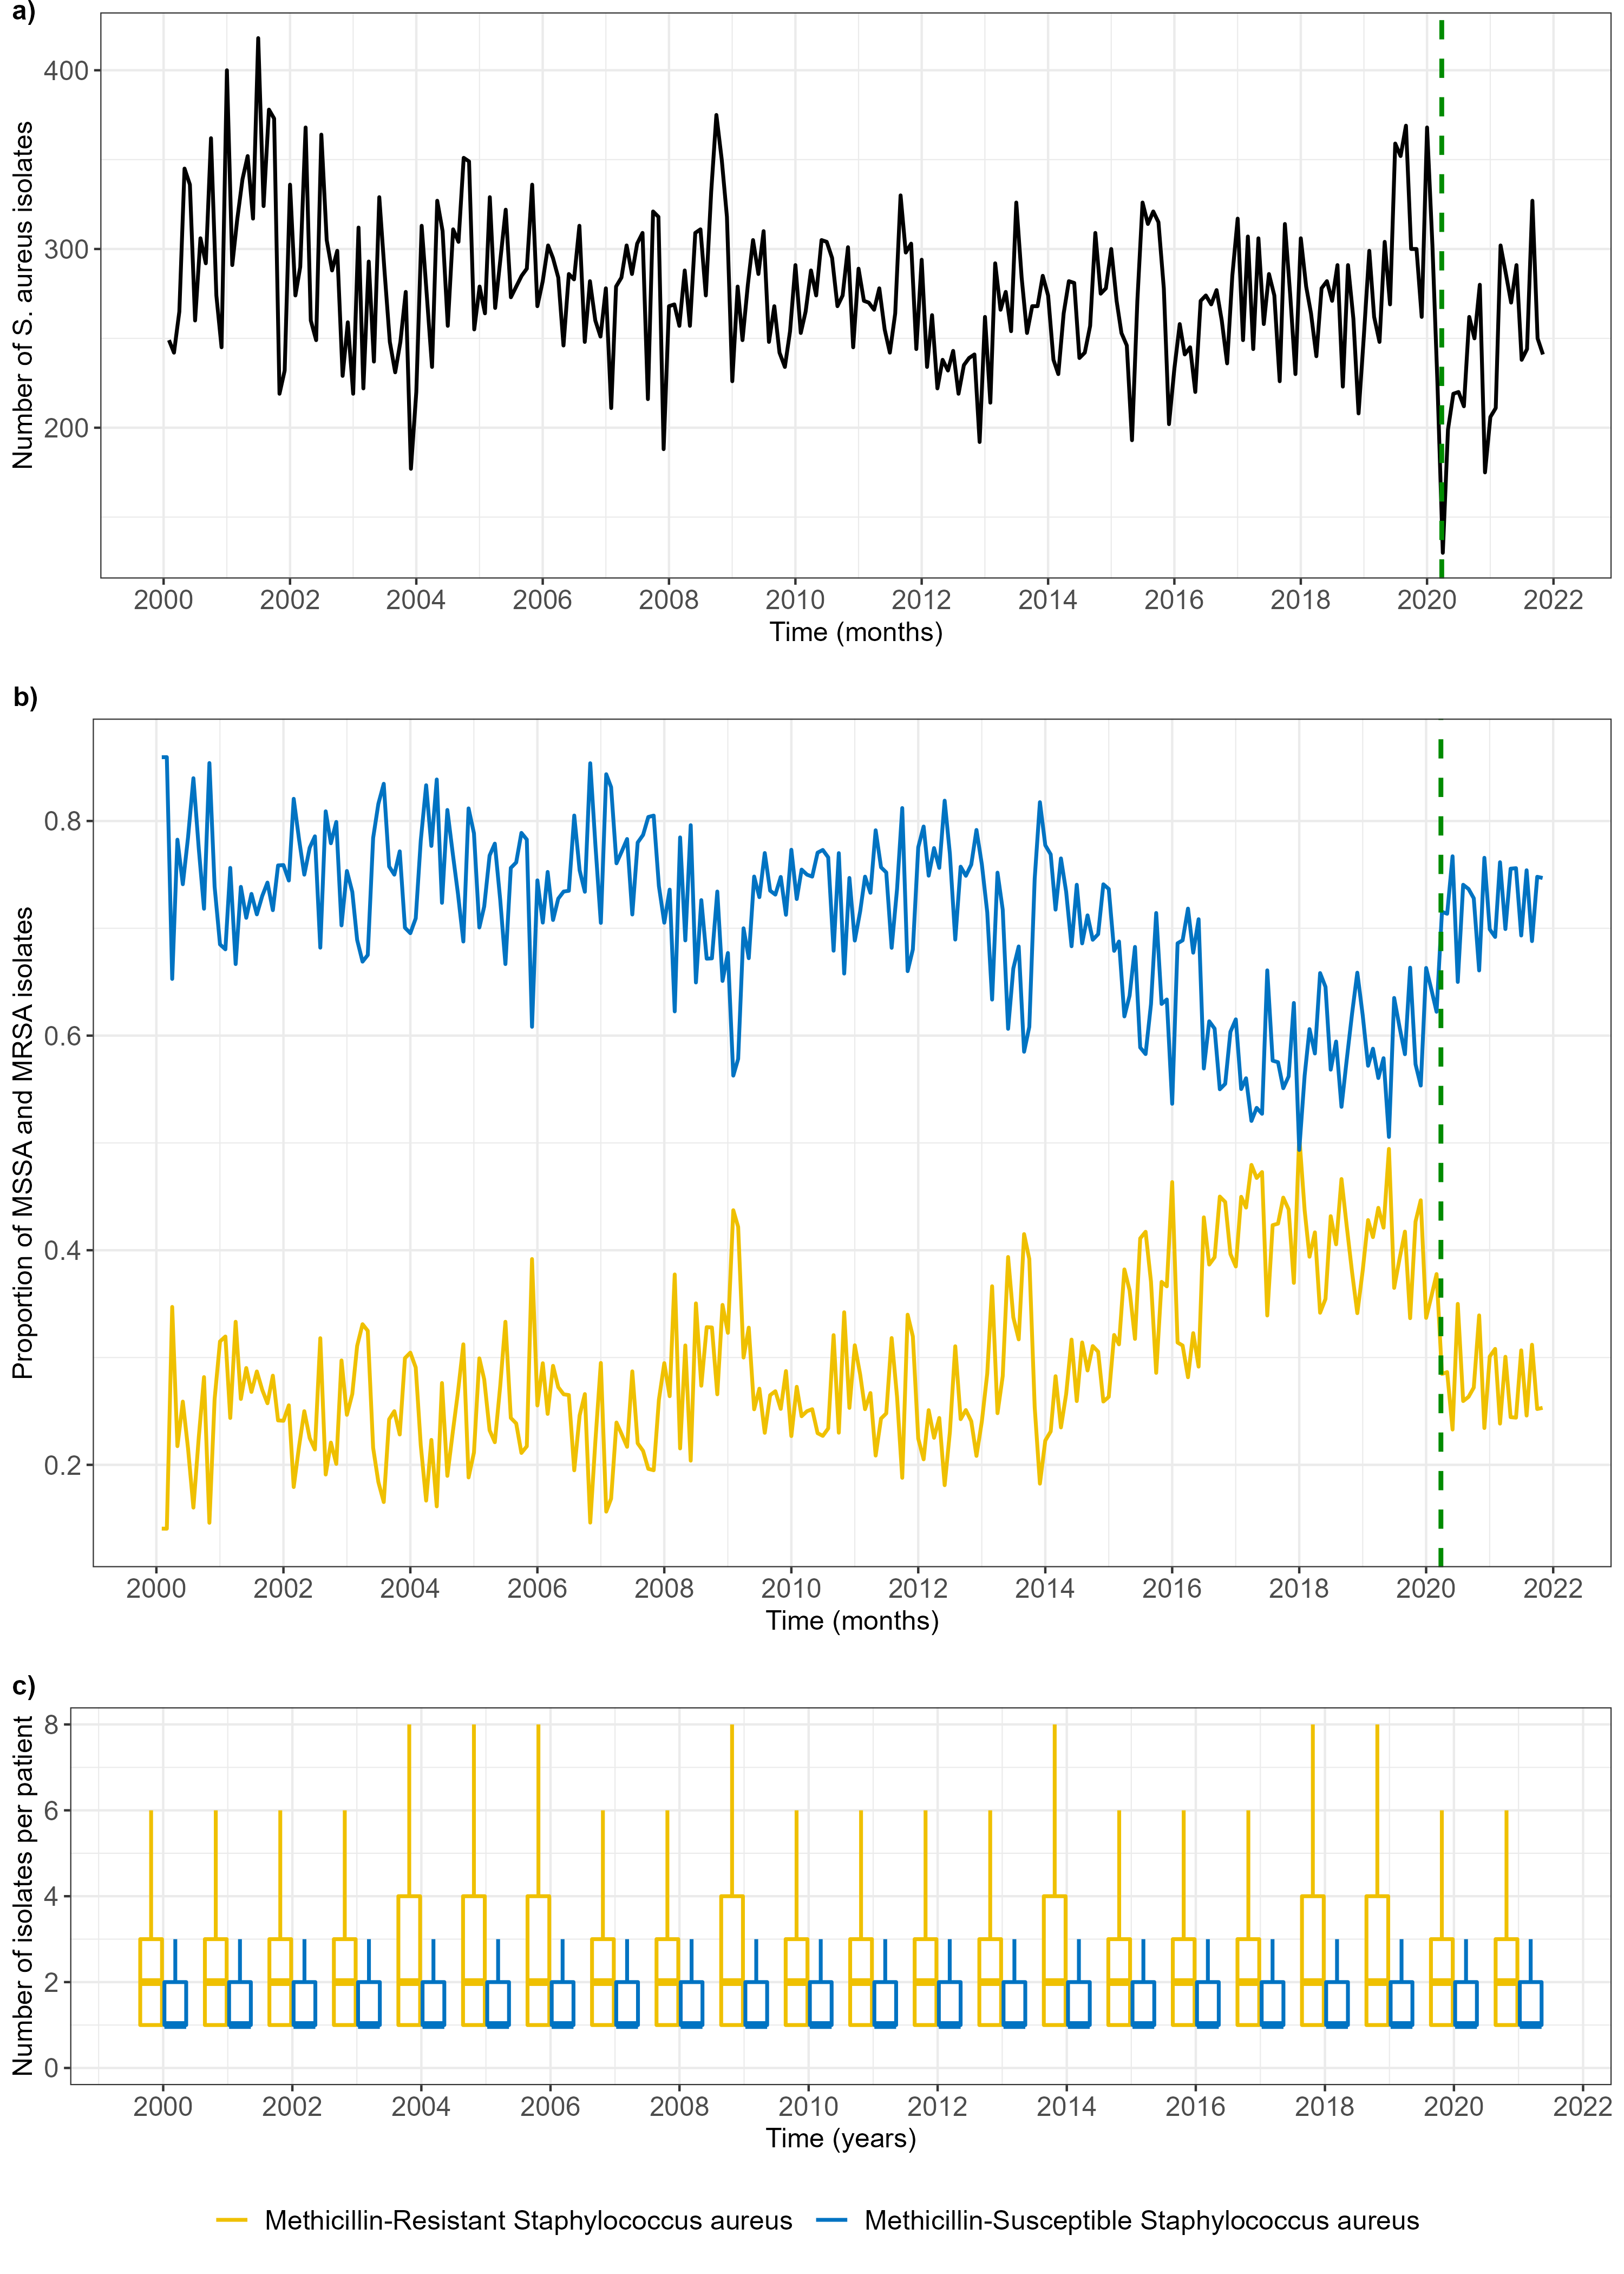 a)
Number of S. aureus isolates
400
300
200
2000 2002 2004 2006 2008 2010 2012 2014 2016 2018 2020 2022
Time (months)
b)
Proportion of MSSA and MRSA isolates
0.8
0.6
0.4
0.2
2000 2002 2004 2006 2008 2010 2012 2014 2016 2018 2020 2022
Time (months)
c)
Number of isolates per patient
8
6
4
2
0
2000 2002 2004 2006 2008 2010 2012 2014 2016 2018 2020 2022
Time (years)
Methicillin-Resistant Staphylococcus aureus Methicillin-Susceptible Staphylococcus aureus